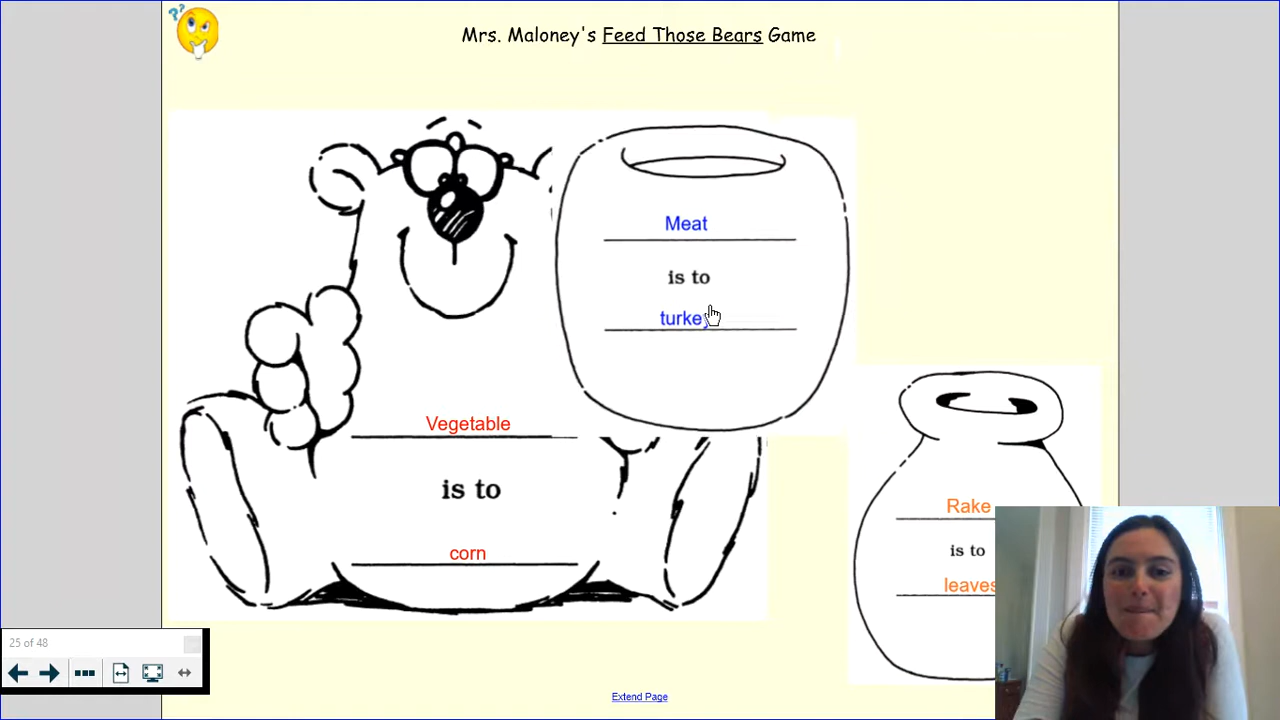 ??
Mrs. Maloney's Feed Those Bears Game
Meat
is to
turkey
Vegetable
is to
corn
Rake
is to
leaves
25 of 48
Extend Page